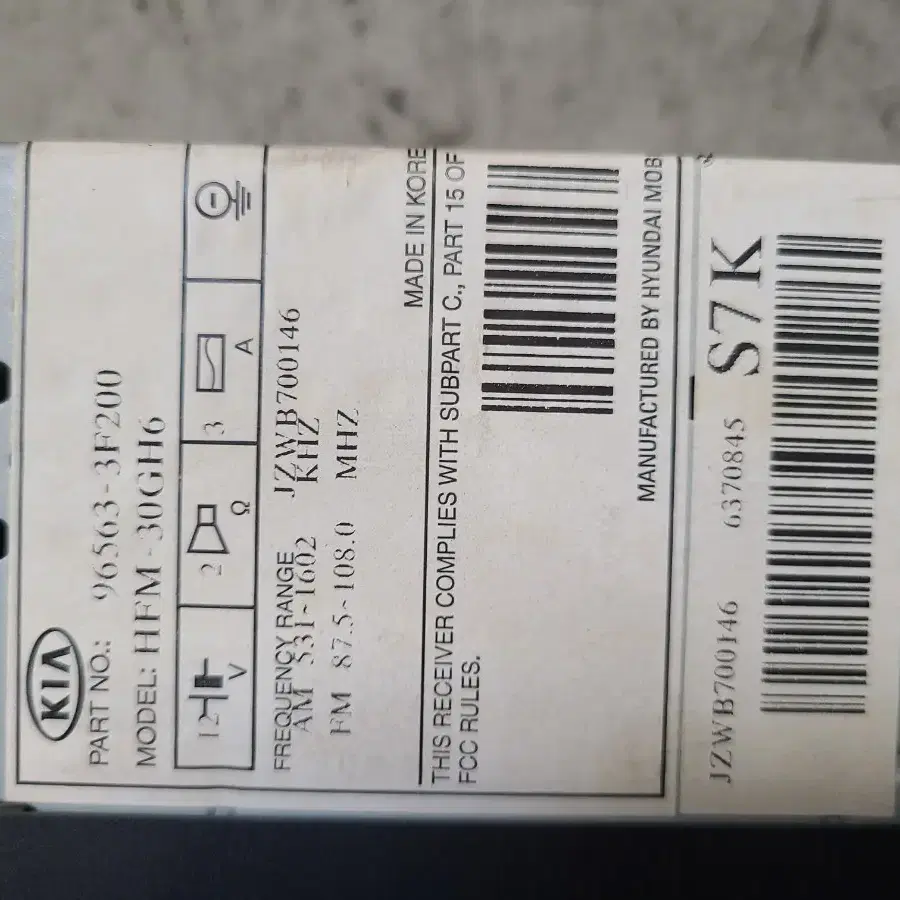 KIA
PART NO.: 96563-3F200
MODEL: HFM-30GH6
12 V 2 Ω 3 A
FREQUENCY RANGE JZWB700146
AM 531-1602 KHZ
FM 87.5-108.0 MHZ
MADE IN KORE
THIS RECEIVER COMPLIES WITH SUBPART C., PART 15 OF
FCC RULES.
MANUFACTURED BY HYUNDAI MOB
JZWB700146 6370845 S7K